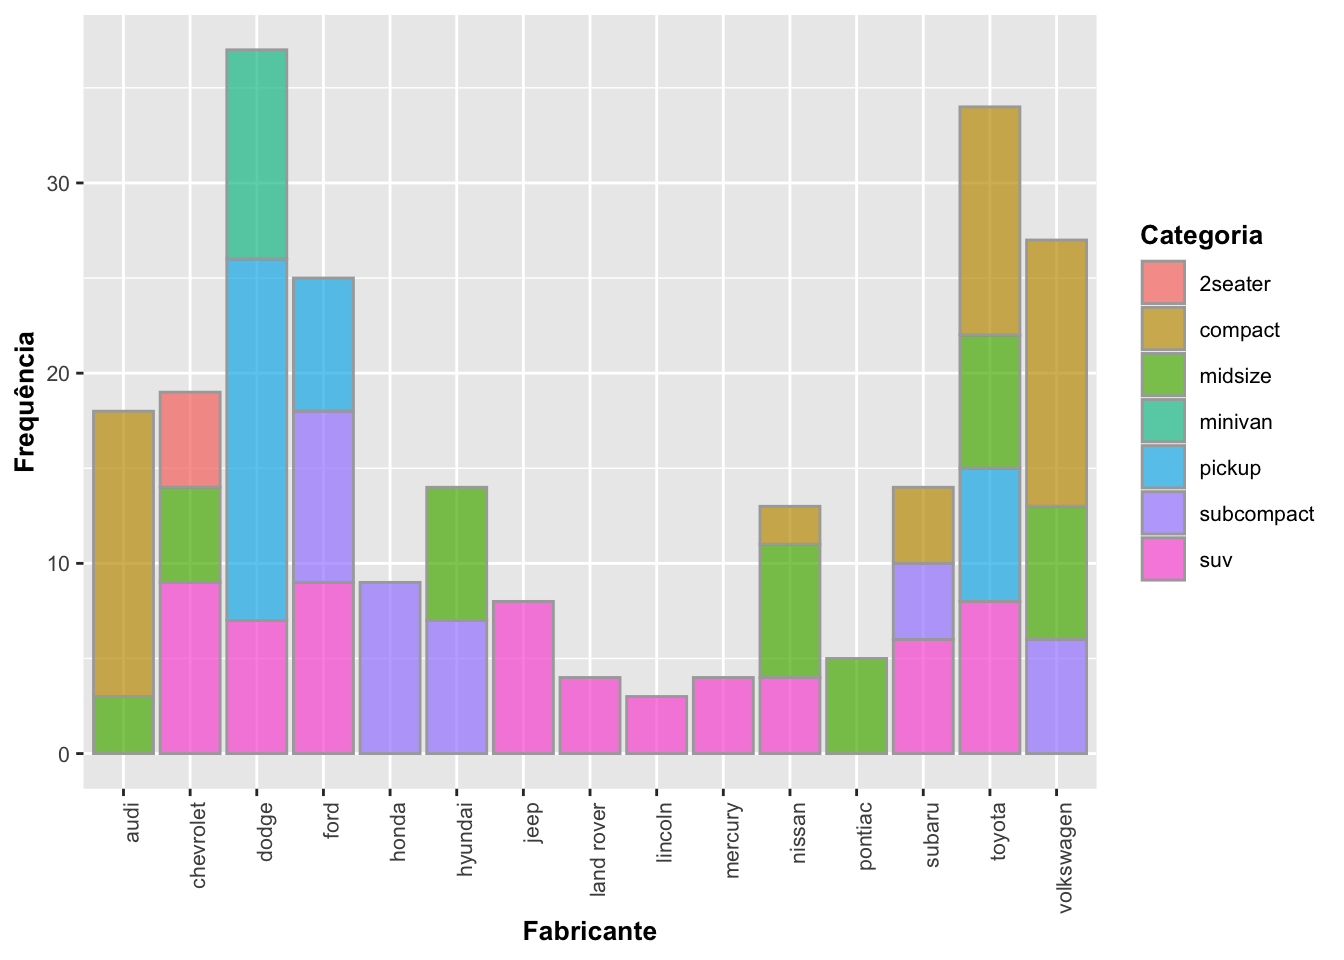 Frequência
30
20
10
0
audi
chevrolet
dodge
ford
honda
hyundai
jeep
land rover
lincoln
mercury
nissan
pontiac
subaru
toyota
volkswagen
Fabricante
Categoria
2seater
compact
midsize
minivan
pickup
subcompact
suv